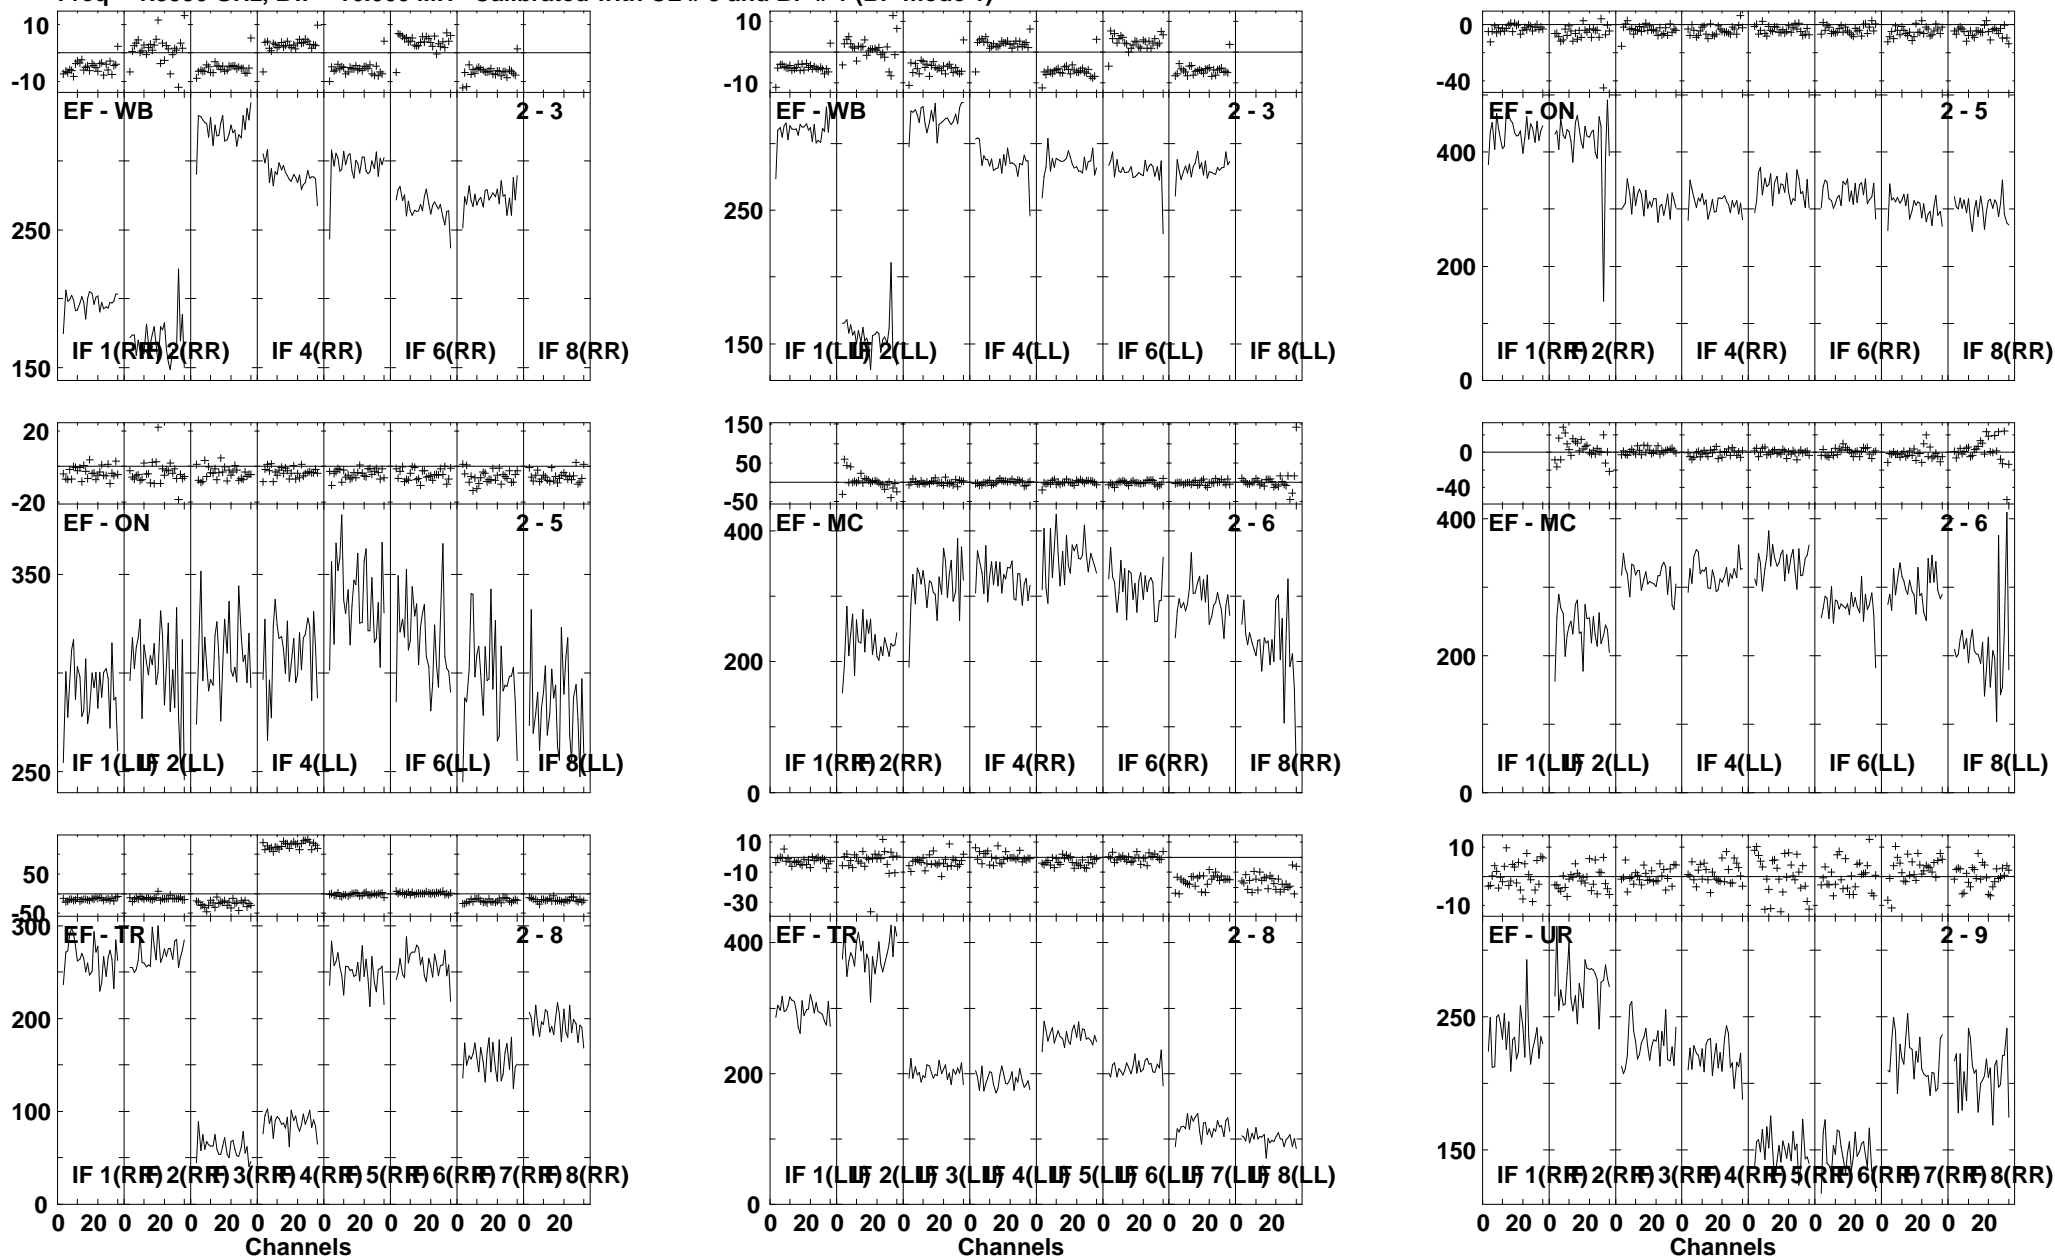 10
-10
EF - WB
2 - 3
250
150
IF 1(RR) IF 2(RR) IF 4(RR) IF 6(RR) IF 8(RR)
10
-10
EF - WB
2 - 3
250
150
IF 1(LL) IF 2(LL) IF 4(LL) IF 6(LL) IF 8(LL)
0
-40
EF - ON
2 - 5
400
200
0
IF 1(RR) IF 2(RR) IF 4(RR) IF 6(RR) IF 8(RR)
20
-20
EF - ON
2 - 5
350
250
IF 1(LL) IF 2(LL) IF 4(LL) IF 6(LL) IF 8(LL)
150
50
-50
EF - MC
2 - 6
400
200
0
IF 1(RR) IF 2(RR) IF 4(RR) IF 6(RR) IF 8(RR)
0
-40
EF - MC
2 - 6
400
200
0
IF 1(LL) IF 2(LL) IF 4(LL) IF 6(LL) IF 8(LL)
50
-50
300
EF - TR
2 - 8
200
100
0
IF 1(RR) IF 2(RR) IF 3(RR) IF 4(RR) IF 5(RR) IF 6(RR) IF 7(RR) IF 8(RR)
0 20 0 20 0 20 0 20 0 20 0 20 0 20 0 20
Channels
10
-10
-30
EF - TR
2 - 8
400
200
0
IF 1(LL) IF 2(LL) IF 3(LL) IF 4(LL) IF 5(LL) IF 6(LL) IF 7(LL) IF 8(LL)
0 20 0 20 0 20 0 20 0 20 0 20 0 20 0 20
Channels
10
-10
EF - UR
2 - 9
250
150
IF 1(RR) IF 2(RR) IF 3(RR) IF 4(RR) IF 5(RR) IF 6(RR) IF 7(RR) IF 8(RR)
0 20 0 20 0 20 0 20 0 20 0 20 0 20 0 20
Channels